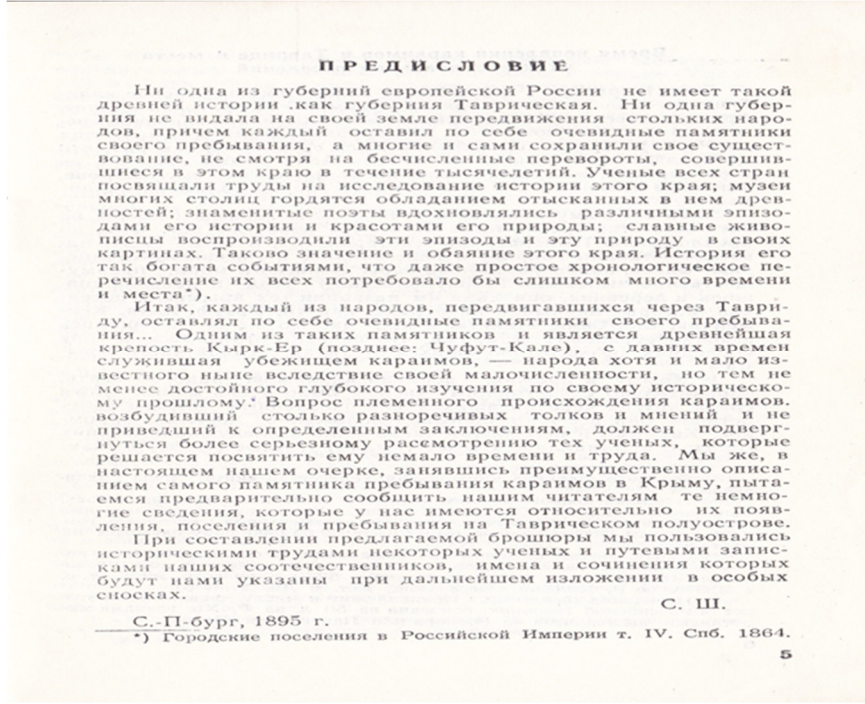 ПРЕДИСЛОВИЕ
Ни одна из губерний европейской России не имеет такой
древней истории .как губерния Таврическая. Ни одна губер-
ния не видала на своей земле передвижения стольких наро-
дов, причем каждый оставил по себе очевидные памятники
своего пребывания, а многие и сами сохранили свое сущест-
вование, не смотря на бесчисленные перевороты, совершив-
шиеся в этом краю в течение тысячелетий. Ученые всех стран
посвящали труды на исследование истории этого края; музеи
многих столиц гордятся обладанием отысканных в нем древ-
ностей; знаменитые поэты вдохновлялись различными эпизо-
дами его истории и красотами его природы; славные живо-
писцы воспроизводили эти эпизоды и эту природу в своих
картинах. Таково значение и обаяние этого края. История его
так богата событиями, что даже простое хронологическое пе-
речисление их всех потребовало бы слишком много времени
и места*).
Итак, каждый из народов, передвигавшихся через Таври-
ду, оставлял по себе очевидные памятники своего пребыва-
ния... Одним из таких памятников и является древнейшая
крепость Кырк-Ер (позднее: Чуфут-Кале), с давних времен
служившая убежищем караимов, — народа хотя и мало из-
вестного ныне вследствие своей малочисленности, но тем не
менее достойного глубокого изучения по своему историческо-
му прошлому. Вопрос племенного происхождения караимов.
возбудивший столько разноречивых толков и мнений и не
приведший к определенным заключениям, должен подверг-
нуться более серьезному рассмотрению тех ученых, которые
решается посвятить ему немало времени и труда. Мы же, в
настоящем нашем очерке, занявшись преимущественно описа-
нием самого памятника пребывания караимов в Крыму, пыта-
емся предварительно сообщить нашим читателям те немно-
гие сведения, которые у нас имеются относительно их появ-
ления, поселения и пребывания на Таврическом полуострове.
При составлении предлагаемой брошюры мы пользовались
историческими трудами некоторых ученых и путевыми запис-
ками наших соотечественников, имена и сочинения которых
будут нами указаны при дальнейшем изложении в особых
сносках.
С. Ш.
С.-П-бург, 1895 г.
*) Городские поселения в Российской Империи т. IV. Спб. 1864.
5